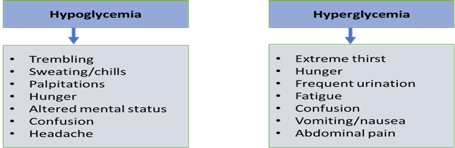 Hypoglycemia
Trembling
Sweating/chills
Palpitations
Hunger
Altered mental status
Confusion
Headache
Hyperglycemia
Extreme thirst
Hunger
Frequent urination
Fatigue
Confusion
Vomiting/nausea
Abdominal pain